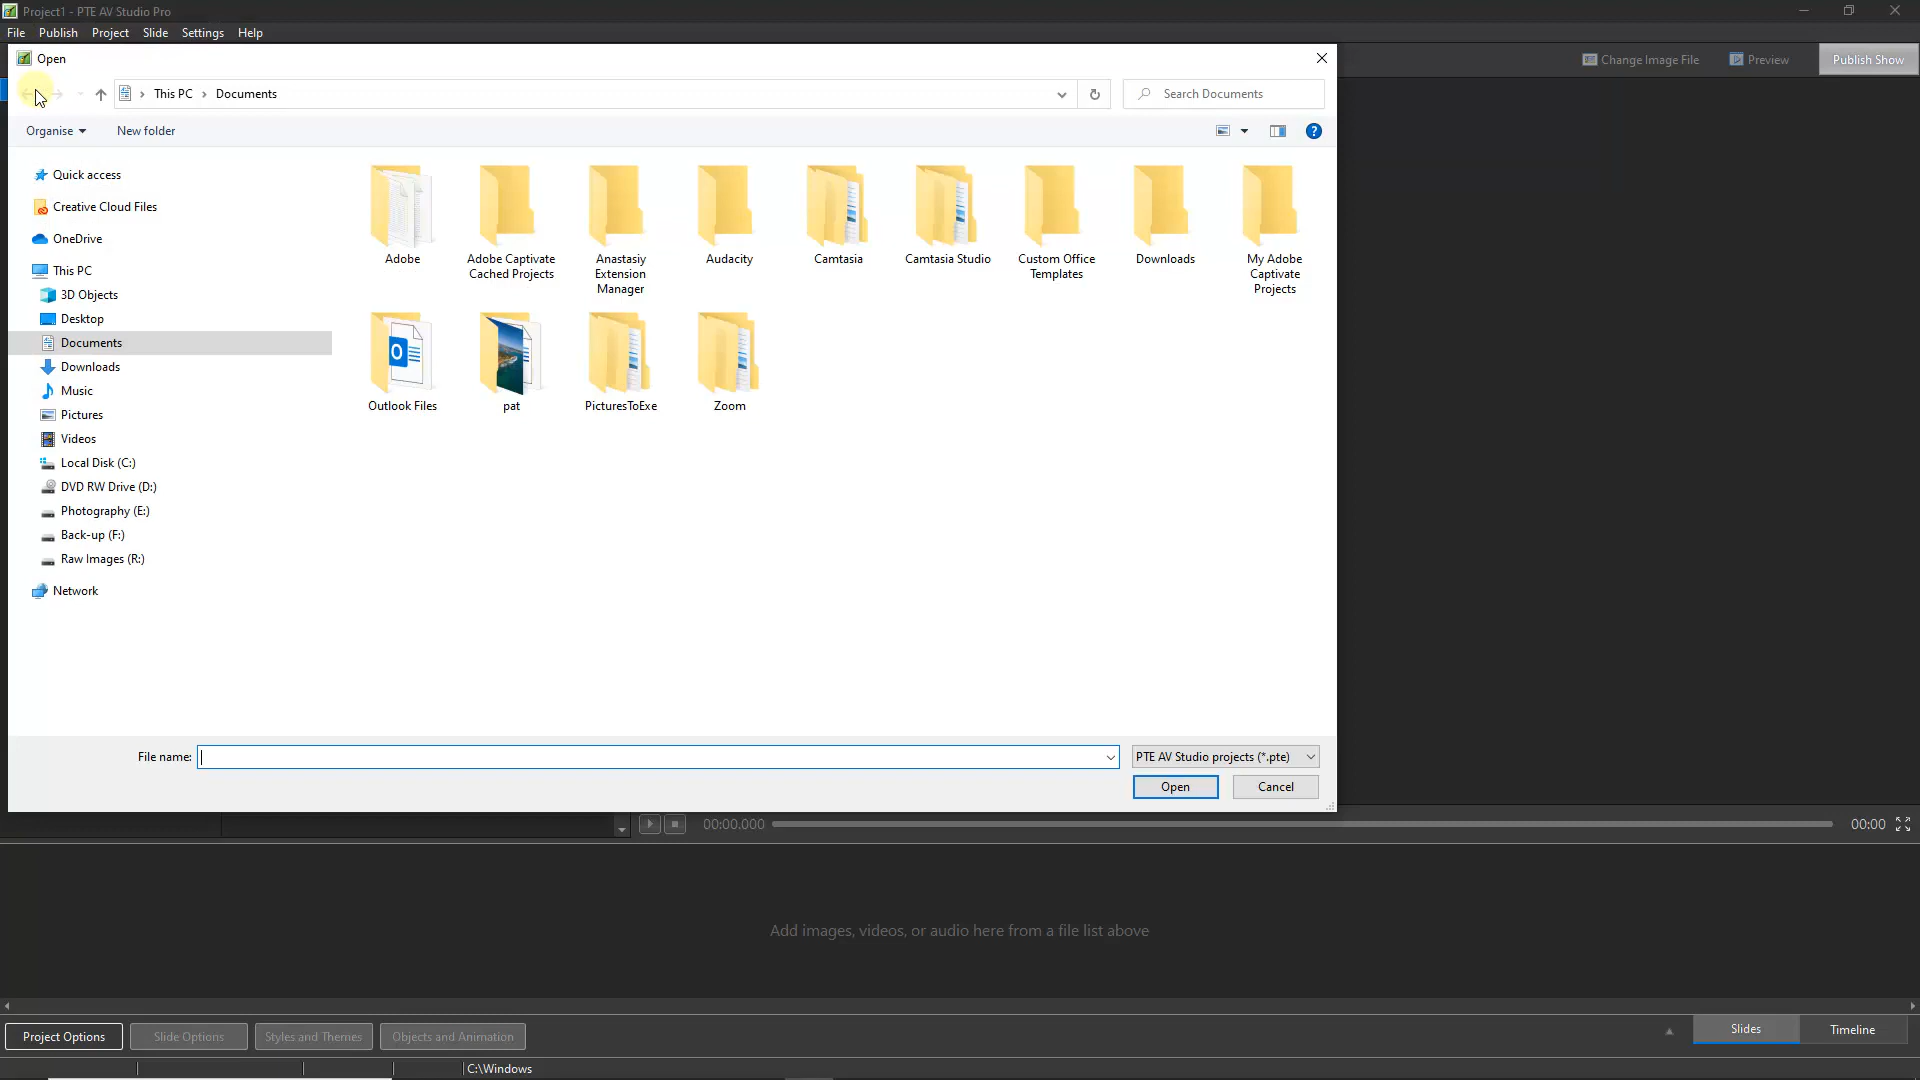 Project1 - PTE AV Studio Pro
File Publish Project Slide Settings Help
Open
Change Image File Preview Publish Show
This PC › Documents
Search Documents
Organise New folder
Quick access
Creative Cloud Files
OneDrive
This PC
3D Objects
Desktop
Documents
Downloads
Music
Pictures
Videos
Local Disk (C:)
DVD RW Drive (D:)
Photography (E:)
Back-up (F:)
Raw Images (R:)
Network
Adobe
Adobe Captivate
Cached Projects
Anastasiy
Extension
Manager
Audacity
Camtasia
Camtasia Studio
Custom Office
Templates
Downloads
My Adobe
Captivate
Projects
Outlook Files
pat
PicturesToExe
Zoom
File name:
PTE AV Studio projects (*.pte)
Open Cancel
00:00.000
00:00
Add images, videos, or audio here from a file list above
Project Options Slide Options Styles and Themes Objects and Animation
Slides Timeline
C:\Windows